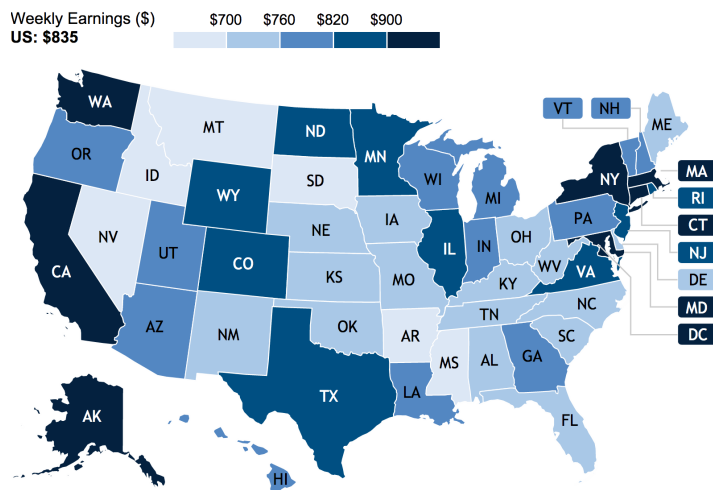 Weekly Earnings ($) $700 $760 $820 $900
US: $835
WA
MT
ND
MN
VT NH
ME
OR
ID
SD
WI
MI
NY
MA
WY
RI
NV
UT
NE
IA
IL
IN
OH
PA
CT
CA
CO
KS
MO
KY
WV
VA
NJ
DE
AZ
NM
OK
AR
TN
NC
MD
MS
AL
GA
SC
DC
TX
LA
FL
AK
HI